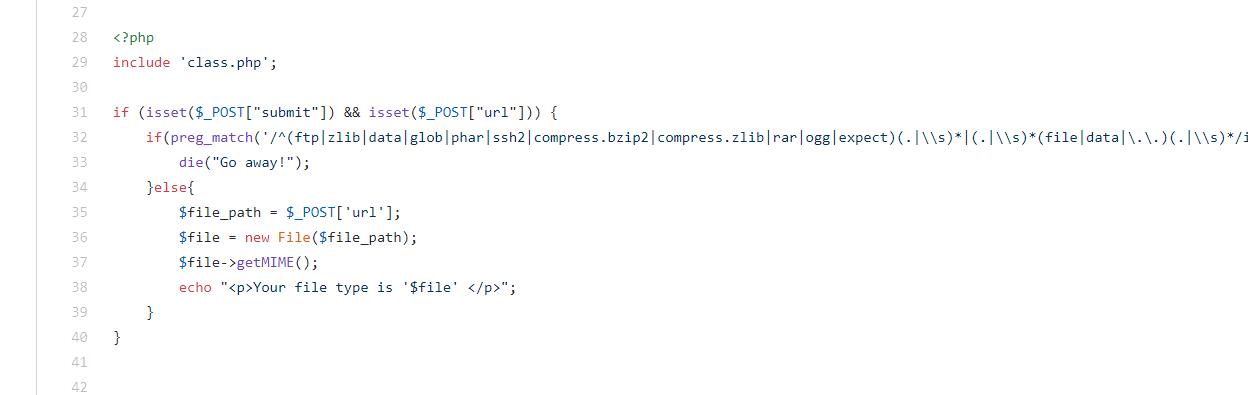 27
28 <?php
29 include 'class.php';
30
31 if (isset($_POST["submit"]) && isset($_POST["url"])) {
32     if(preg_match('/^(ftp|zlib|data|glob|phar|ssh2|compress.bzip2|compress.zlib|rar|ogg|expect)(.|\\s)*|(.|\\s)*(file|data|\.\.)(.|\\s)*/i
33         die("Go away!");
34     }else{
35         $file_path = $_POST['url'];
36         $file = new File($file_path);
37         $file->getMIME();
38         echo "<p>Your file type is '$file' </p>";
39     }
40 }
41
42